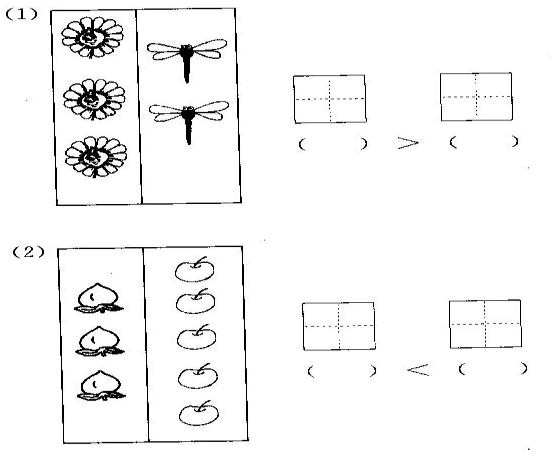 (1)
(    ) > (    )
(2)
(    ) < (    )